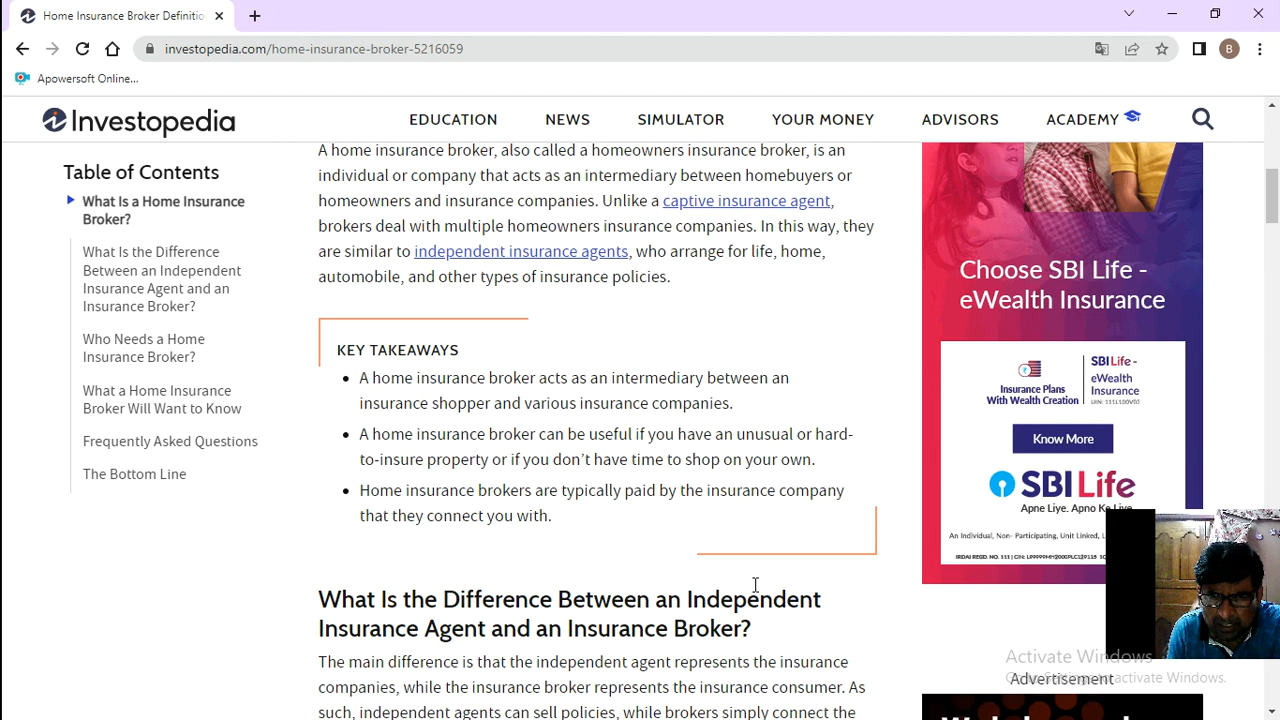 Home Insurance Broker Definitio
investopedia.com/home-insurance-broker-5216059
B
Apowersoft Online...
Investopedia
EDUCATION
NEWS
SIMULATOR
YOUR MONEY
ADVISORS
ACADEMY
Table of Contents
What Is a Home Insurance
Broker?
What Is the Difference
Between an Independent
Insurance Agent and an
Insurance Broker?
Who Needs a Home
Insurance Broker?
What a Home Insurance
Broker Will Want to Know
Frequently Asked Questions
The Bottom Line
A home insurance broker, also called a homeowners insurance broker, is an
individual or company that acts as an intermediary between homebuyers or
homeowners and insurance companies. Unlike a captive insurance agent,
brokers deal with multiple homeowners insurance companies. In this way, they
are similar to independent insurance agents, who arrange for life, home,
automobile, and other types of insurance policies.
KEY TAKEAWAYS
• A home insurance broker acts as an intermediary between an
insurance shopper and various insurance companies.
• A home insurance broker can be useful if you have an unusual or hard-
to-insure property or if you don’t have time to shop on your own.
• Home insurance brokers are typically paid by the insurance company
that they connect you with.
What Is the Difference Between an Independent
Insurance Agent and an Insurance Broker?
The main difference is that the independent agent represents the insurance
companies, while the insurance broker represents the insurance consumer. As
such, independent agents can sell policies, while brokers simply connect the
Choose SBI Life -
eWealth Insurance
Insurance Plans
With Wealth Creation
SBI Life -
eWealth
Insurance
Know More
SBI Life
Apne Liye. Apno Ke Liye.
An Individual, Non- Participating, Unit Linked, L
Activate Windows
to activate Windows.
Advertisement